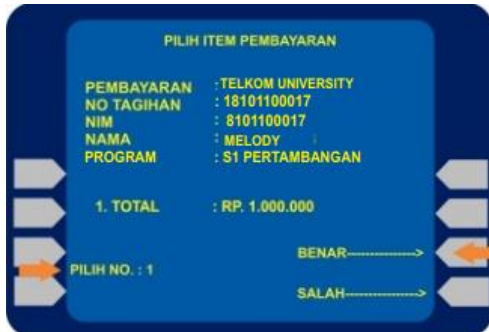 PILIH ITEM PEMBAYARAN
PEMBAYARAN : TELKOM UNIVERSITY
NO TAGIHAN : 18101100017
NIM : 8101100017
NAMA : MELODY
PROGRAM : S1 PERTAMBANGAN
1. TOTAL : RP. 1.000.000
BENAR--------------->
PILIH NO. : 1
SALAH---------------->